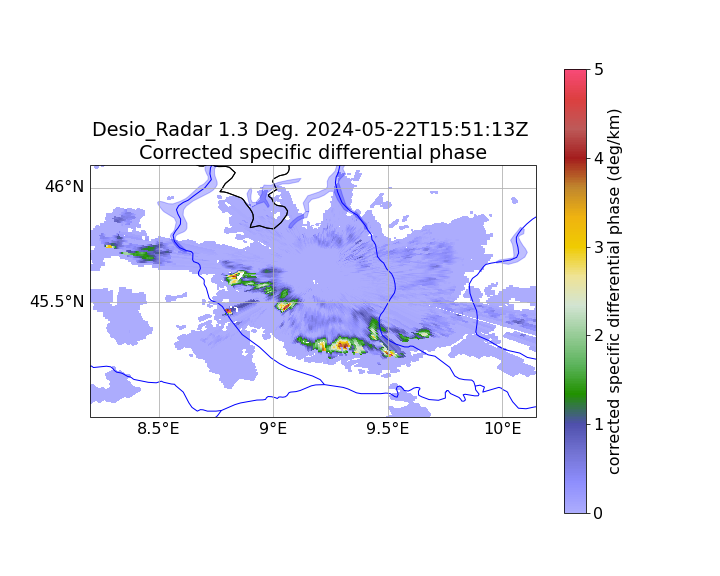 Desio_Radar 1.3 Deg. 2024-05-22T15:51:13Z
Corrected specific differential phase
46°N
45.5°N
8.5°E
9°E
9.5°E
10°E
5
4
3
2
1
0
corrected specific differential phase (deg/km)